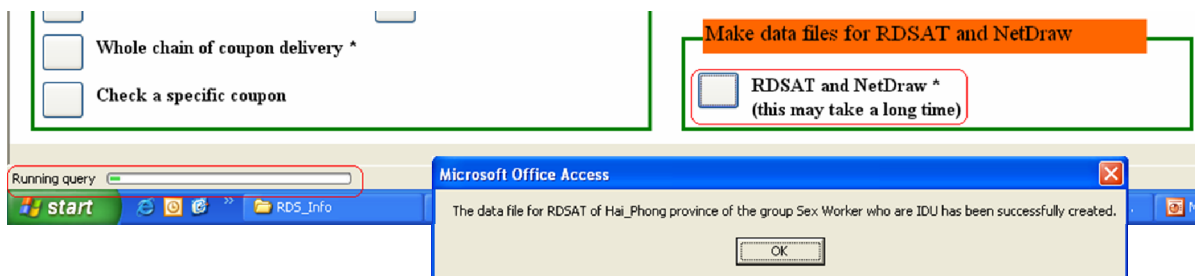 Whole chain of coupon delivery *
Check a specific coupon
Make data files for RDSAT and NetDraw
RDSAT and NetDraw *
(this may take a long time)
Running query
start
RDS_Info
Microsoft Office Access
The data file for RDSAT of Hai_Phong province of the group Sex Worker who are IDU has been successfully created.
OK